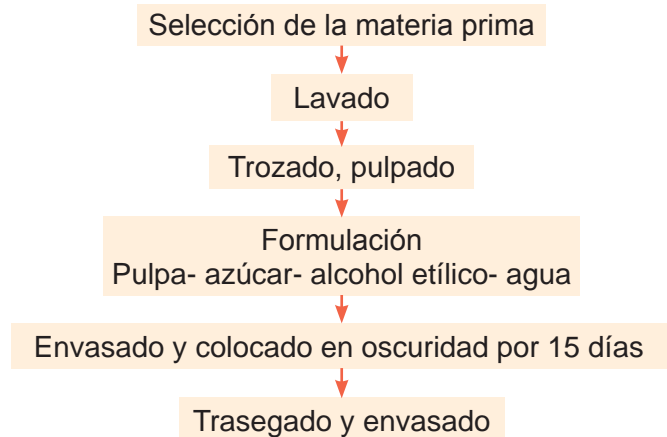 Selección de la materia prima
Lavado
Trozado, pulpado
Formulación
Pulpa- azúcar- alcohol etílico- agua
Envasado y colocado en oscuridad por 15 días
Trasegado y envasado